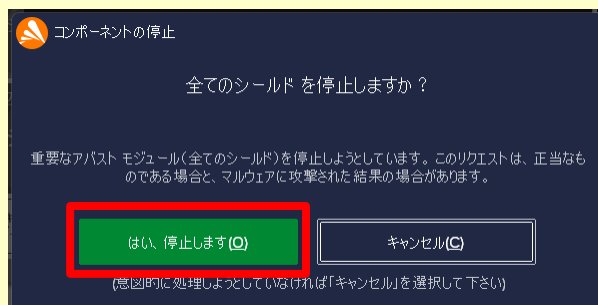 コンポーネントの停止
全てのシールド を停止しますか ?
重要なアバスト モジュール(全てのシールド)を停止しようとしています。このリクエストは、正当なも
のである場合と、マルウェアに攻撃された結果の場合があります。
はい、停止します(O)
キャンセル(C)
(意図的に処理しようとしていなければ「キャンセル」を選択して下さい)